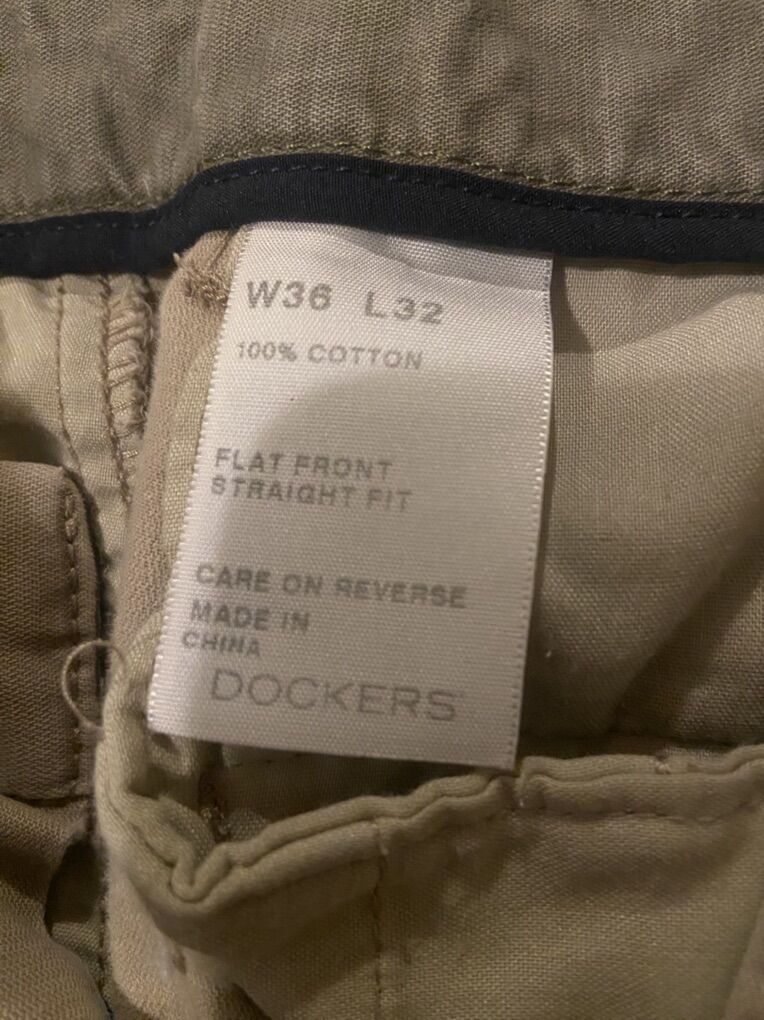 W36 L32
100% COTTON
FLAT FRONT
STRAIGHT FIT
CARE ON REVERSE
MADE IN
CHINA
DOCKERS